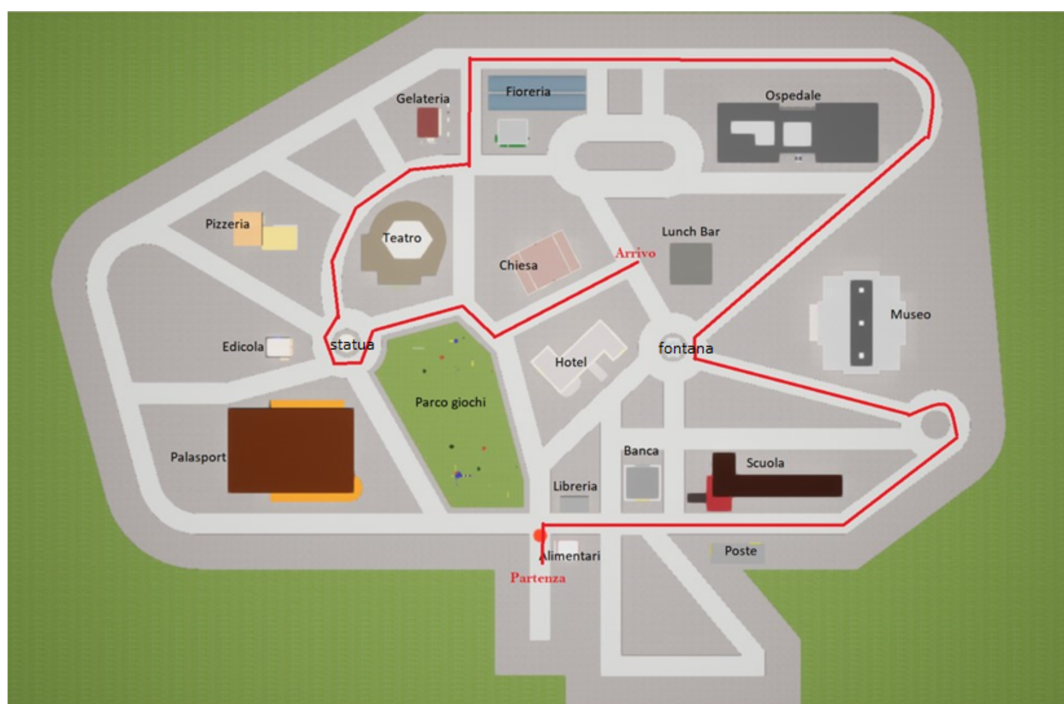 Gelateria
Fioreria
Ospedale
Pizzeria
Teatro
Chiesa
Lunch Bar
Arrivo
Museo
Edicola
statua
Hotel
fontana
Parco giochi
Palasport
Banca
Scuola
Libreria
Alimentari
Poste
Partenza